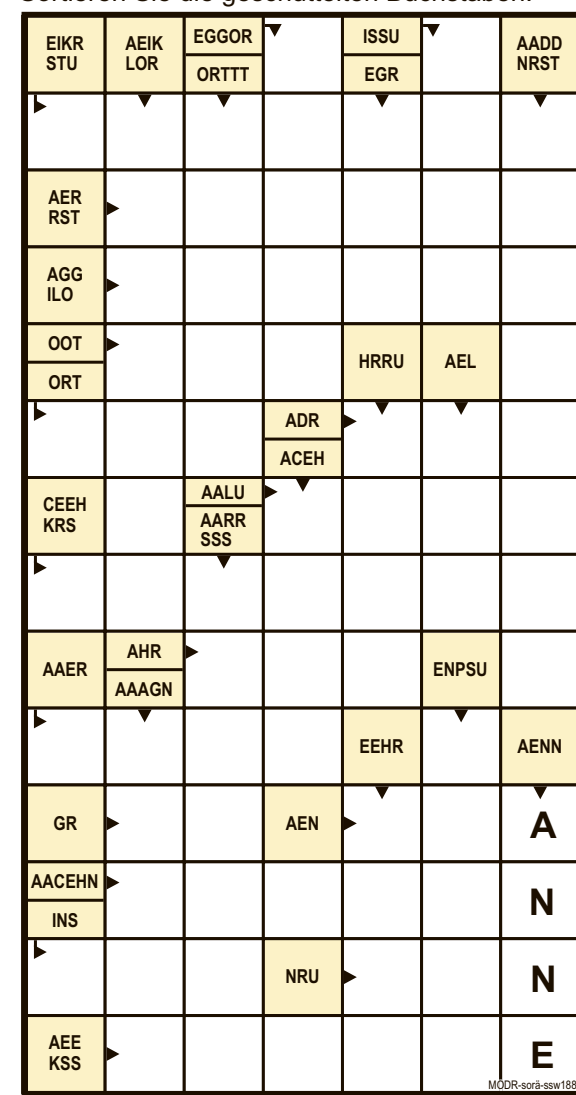 Sortieren Sie die geschüttelten Buchstaben.
EIKR
STU
AEIK
LOR
EGGOR
ORTTT
ISSU
EGR
AADD
NRST
AER
RST
AGG
ILO
OOT
ORT
HRRU
AEL
ADR
ACEH
CEEH
KRS
AALU
AARR
SSS
AAER
AHR
AAAGN
ENPSU
EEHR
AENN
GR
AEN
A
AACEHN
INS
N
NRU
N
AEE
KSS
E
MODR-sorä-ssw188